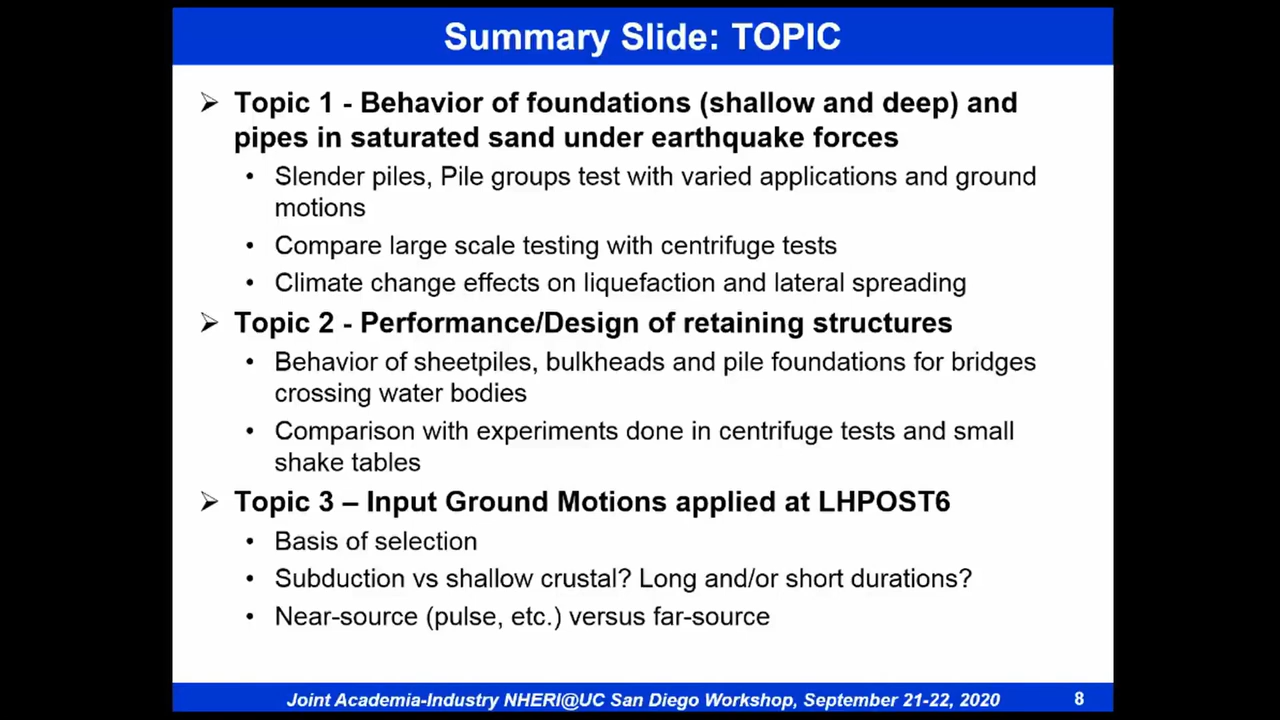 Summary Slide: TOPIC
➢ Topic 1 - Behavior of foundations (shallow and deep) and
pipes in saturated sand under earthquake forces
• Slender piles, Pile groups test with varied applications and ground
motions
• Compare large scale testing with centrifuge tests
• Climate change effects on liquefaction and lateral spreading
➢ Topic 2 - Performance/Design of retaining structures
• Behavior of sheetpiles, bulkheads and pile foundations for bridges
crossing water bodies
• Comparison with experiments done in centrifuge tests and small
shake tables
➢ Topic 3 – Input Ground Motions applied at LHPOST6
• Basis of selection
• Subduction vs shallow crustal? Long and/or short durations?
• Near-source (pulse, etc.) versus far-source
Joint Academia-Industry NHERI@UC San Diego Workshop, September 21-22, 2020 8